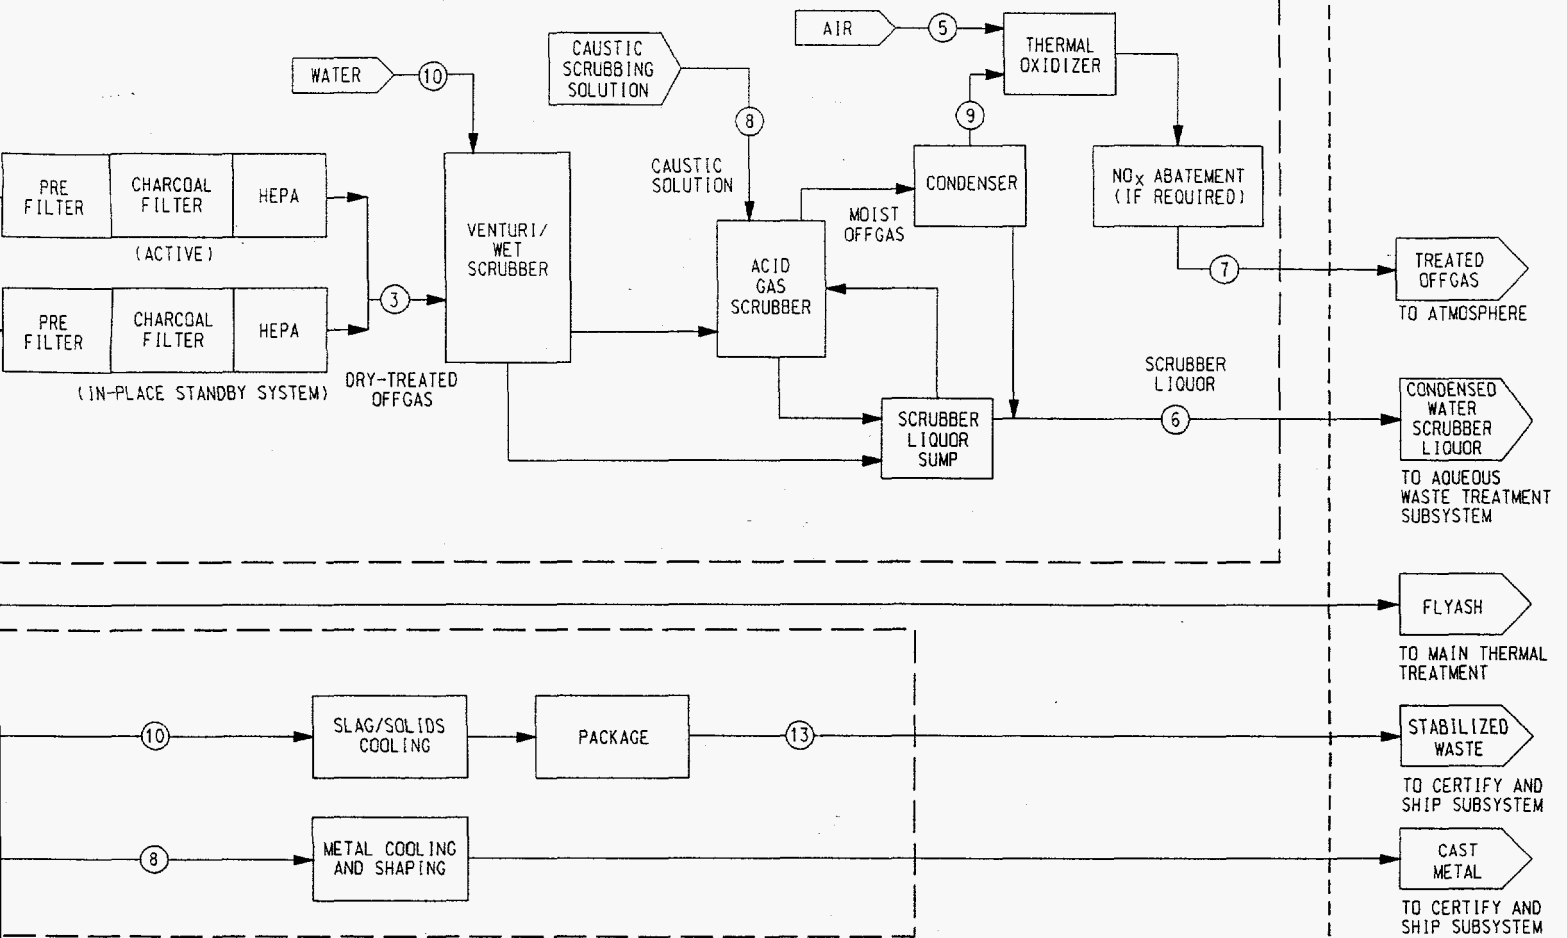 AIR
5
THERMAL
OXIDIZER
CAUSTIC
SCRUBBING
SOLUTION
WATER
10
8
9
CAUSTIC
SOLUTION
CONDENSER
NOx ABATEMENT
(IF REQUIRED)
MOIST
OFFGAS
PRE
FILTER
CHARCOAL
FILTER
HEPA
(ACTIVE)
VENTURI/
WET
SCRUBBER
ACID
GAS
SCRUBBER
7
TREATED
OFFGAS
TO ATMOSPHERE
3
PRE
FILTER
CHARCOAL
FILTER
HEPA
(IN-PLACE STANDBY SYSTEM)
DRY-TREATED
OFFGAS
SCRUBBER
LIQUOR
SCRUBBER
LIQUOR
SUMP
6
CONDENSED
WATER
SCRUBBER
LIQUOR
TO AQUEOUS
WASTE TREATMENT
SUBSYSTEM
FLYASH
TO MAIN THERMAL
TREATMENT
10
SLAG/SOLIDS
COOLING
PACKAGE
13
STABILIZED
WASTE
TO CERTIFY AND
SHIP SUBSYSTEM
8
METAL COOLING
AND SHAPING
CAST
METAL
TO CERTIFY AND
SHIP SUBSYSTEM